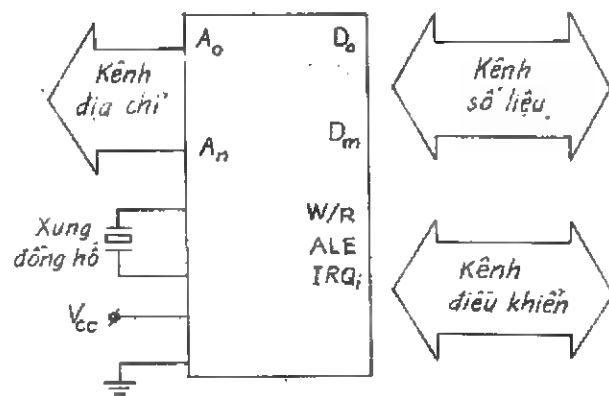 Kênh
địa chỉ
A₀
Aₙ
Xung
đồng hồ
Vcc
D₀
Dₘ
W/R
ALE
IRQᵢ
Kênh
số liệu
Kênh
điều khiển